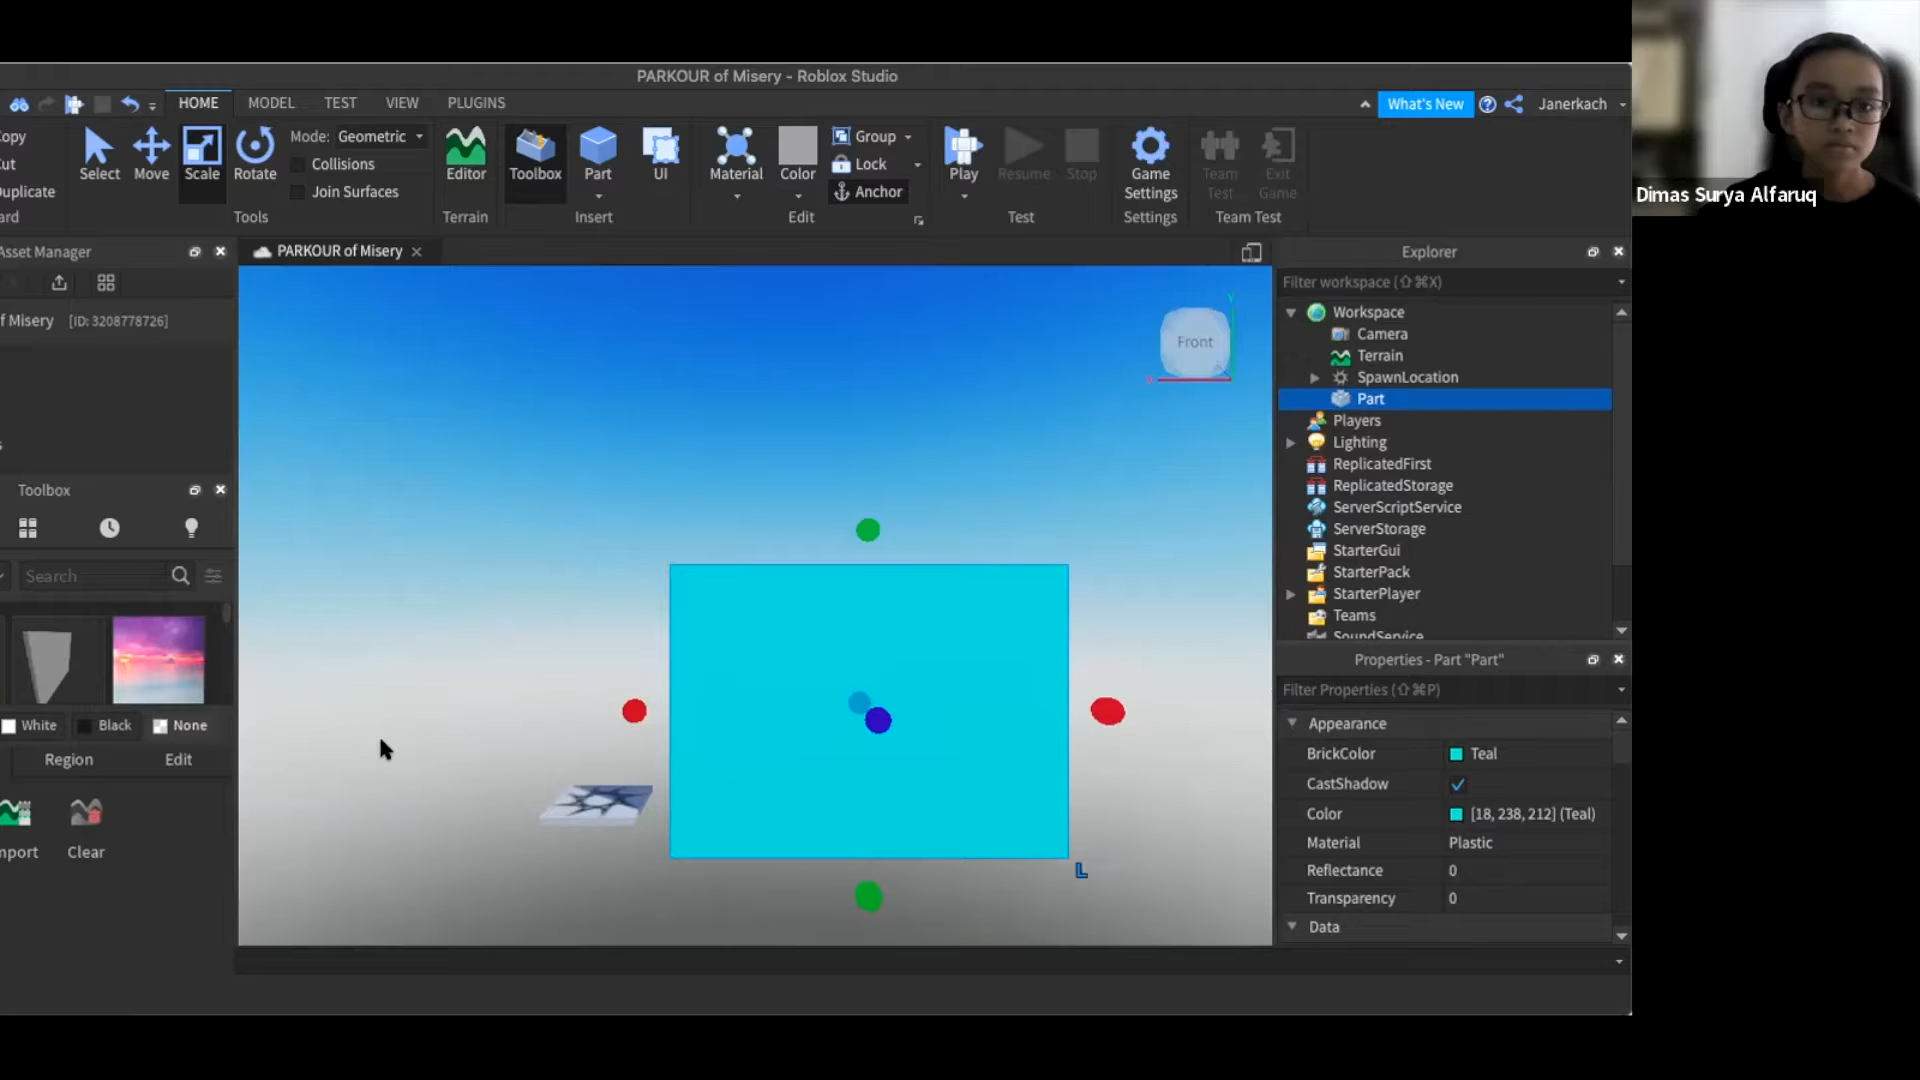 PARKOUR of Misery - Roblox Studio
HOME MODEL TEST VIEW PLUGINS
What's New
Janerkach
opy
ut
uplicate
ard
Select Move Scale Rotate
Mode: Geometric
Collisions
Join Surfaces
Tools
Editor
Terrain
Toolbox Part UI
Insert
Material Color
Group
Lock
Anchor
Edit
Play Resume Stop
Test
Game
Settings
Settings
Team
Test
Exit
Game
Team Test
Dimas Surya Alfaruq
Asset Manager
f Misery [ID: 3208778726]
s
Toolbox
Search
White Black None
Region Edit
mport Clear
PARKOUR of Misery
Front
Y
X
L
Explorer
Filter workspace (⇧⌘X)
Workspace
Camera
Terrain
SpawnLocation
Part
Players
Lighting
ReplicatedFirst
ReplicatedStorage
ServerScriptService
ServerStorage
StarterGui
StarterPack
StarterPlayer
Teams
SoundService
Properties - Part "Part"
Filter Properties (⇧⌘P)
Appearance
BrickColor Teal
CastShadow
Color [18, 238, 212] (Teal)
Material Plastic
Reflectance 0
Transparency 0
Data